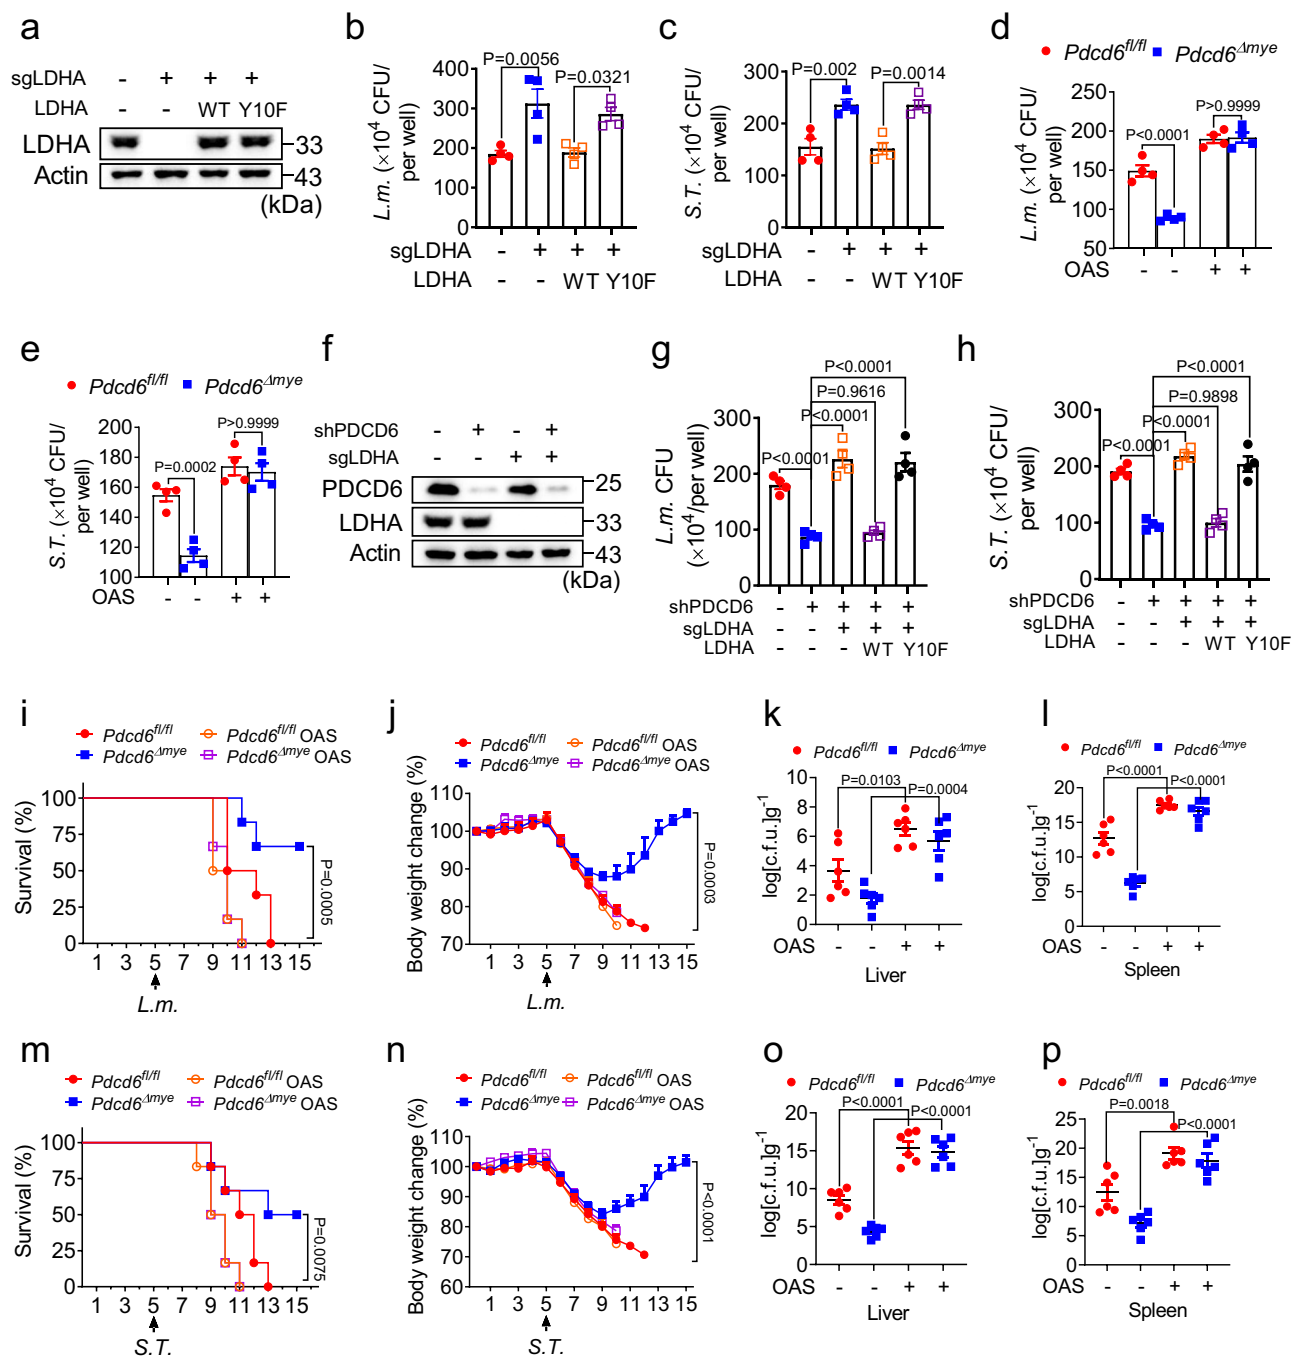 a
sgLDHA - + + +
LDHA - - WT Y10F
LDHA 33
Actin 43
(kDa)
b
L.m. (×10⁴ CFU/
per well)
400
300
200
100
0
P=0.0056
P=0.0321
sgLDHA - + + +
LDHA - - WT Y10F
c
S.T. (×10⁴ CFU/
per well)
300
200
100
0
P=0.002
P=0.0014
sgLDHA - + + +
LDHA - - WT Y10F
d
Pdcd6fl/fl Pdcd6Δmye
L.m. (×10⁴ CFU/
per well)
250
200
150
100
50
P<0.0001
P>0.9999
OAS - - + +
e
Pdcd6fl/fl Pdcd6Δmye
S.T. (×10⁴ CFU/
per well)
200
180
160
140
120
100
P=0.0002
P>0.9999
OAS - - + +
f
shPDCD6 - + - +
sgLDHA - - + +
PDCD6 25
LDHA 33
Actin 43
(kDa)
g
L.m. CFU
(×10⁴/per well)
300
200
100
0
P<0.0001
P=0.9616
P<0.0001
P<0.0001
shPDCD6 - + + + +
sgLDHA - - + + +
LDHA - - - WT Y10F
h
S.T. (×10⁴ CFU/
per well)
300
200
100
0
P<0.0001
P=0.9898
P<0.0001
P<0.0001
shPDCD6 - + + + +
sgLDHA - - + + +
LDHA - - - WT Y10F
i
Pdcd6fl/fl Pdcd6fl/fl OAS
Pdcd6Δmye Pdcd6Δmye OAS
Survival (%)
100
75
50
25
0
P=0.0005
1 3 5 7 9 11 13 15
L.m.
j
Pdcd6fl/fl Pdcd6fl/fl OAS
Pdcd6Δmye Pdcd6Δmye OAS
Body weight change (%)
110
100
90
80
70
P=0.0003
1 3 5 7 9 11 13 15
L.m.
k
Pdcd6fl/fl Pdcd6Δmye
log[c.f.u.]g⁻¹
10
8
6
4
2
0
P=0.0103
P=0.0004
OAS - - + +
Liver
l
Pdcd6fl/fl Pdcd6Δmye
log[c.f.u.]g⁻¹
20
15
10
5
0
P<0.0001
P<0.0001
OAS - - + +
Spleen
m
Pdcd6fl/fl Pdcd6fl/fl OAS
Pdcd6Δmye Pdcd6Δmye OAS
Survival (%)
100
75
50
25
0
P=0.0075
1 3 5 7 9 11 13 15
S.T.
n
Pdcd6fl/fl Pdcd6fl/fl OAS
Pdcd6Δmye Pdcd6Δmye OAS
Body weight change (%)
110
100
90
80
70
60
P<0.0001
1 3 5 7 9 11 13 15
S.T.
o
Pdcd6fl/fl Pdcd6Δmye
log[c.f.u.]g⁻¹
20
15
10
5
0
P<0.0001
P<0.0001
OAS - - + +
Liver
p
Pdcd6fl/fl Pdcd6Δmye
log[c.f.u.]g⁻¹
25
20
15
10
5
0
P=0.0018
P<0.0001
OAS - - + +
Spleen